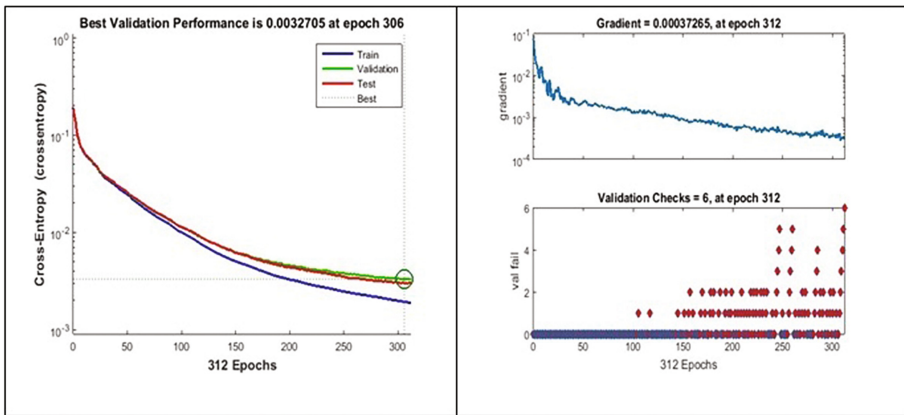 Best Validation Performance is 0.0032705 at epoch 306
Train
Validation
Test
Best
Cross-Entropy (crossentropy)
10^0
10^-1
10^-2
10^-3
0 50 100 150 200 250 300
312 Epochs
Gradient = 0.00037265, at epoch 312
gradient
10^-1
10^-2
10^-3
10^-4
Validation Checks = 6, at epoch 312
val fail
6
4
2
0
0 50 100 150 200 250 300
312 Epochs